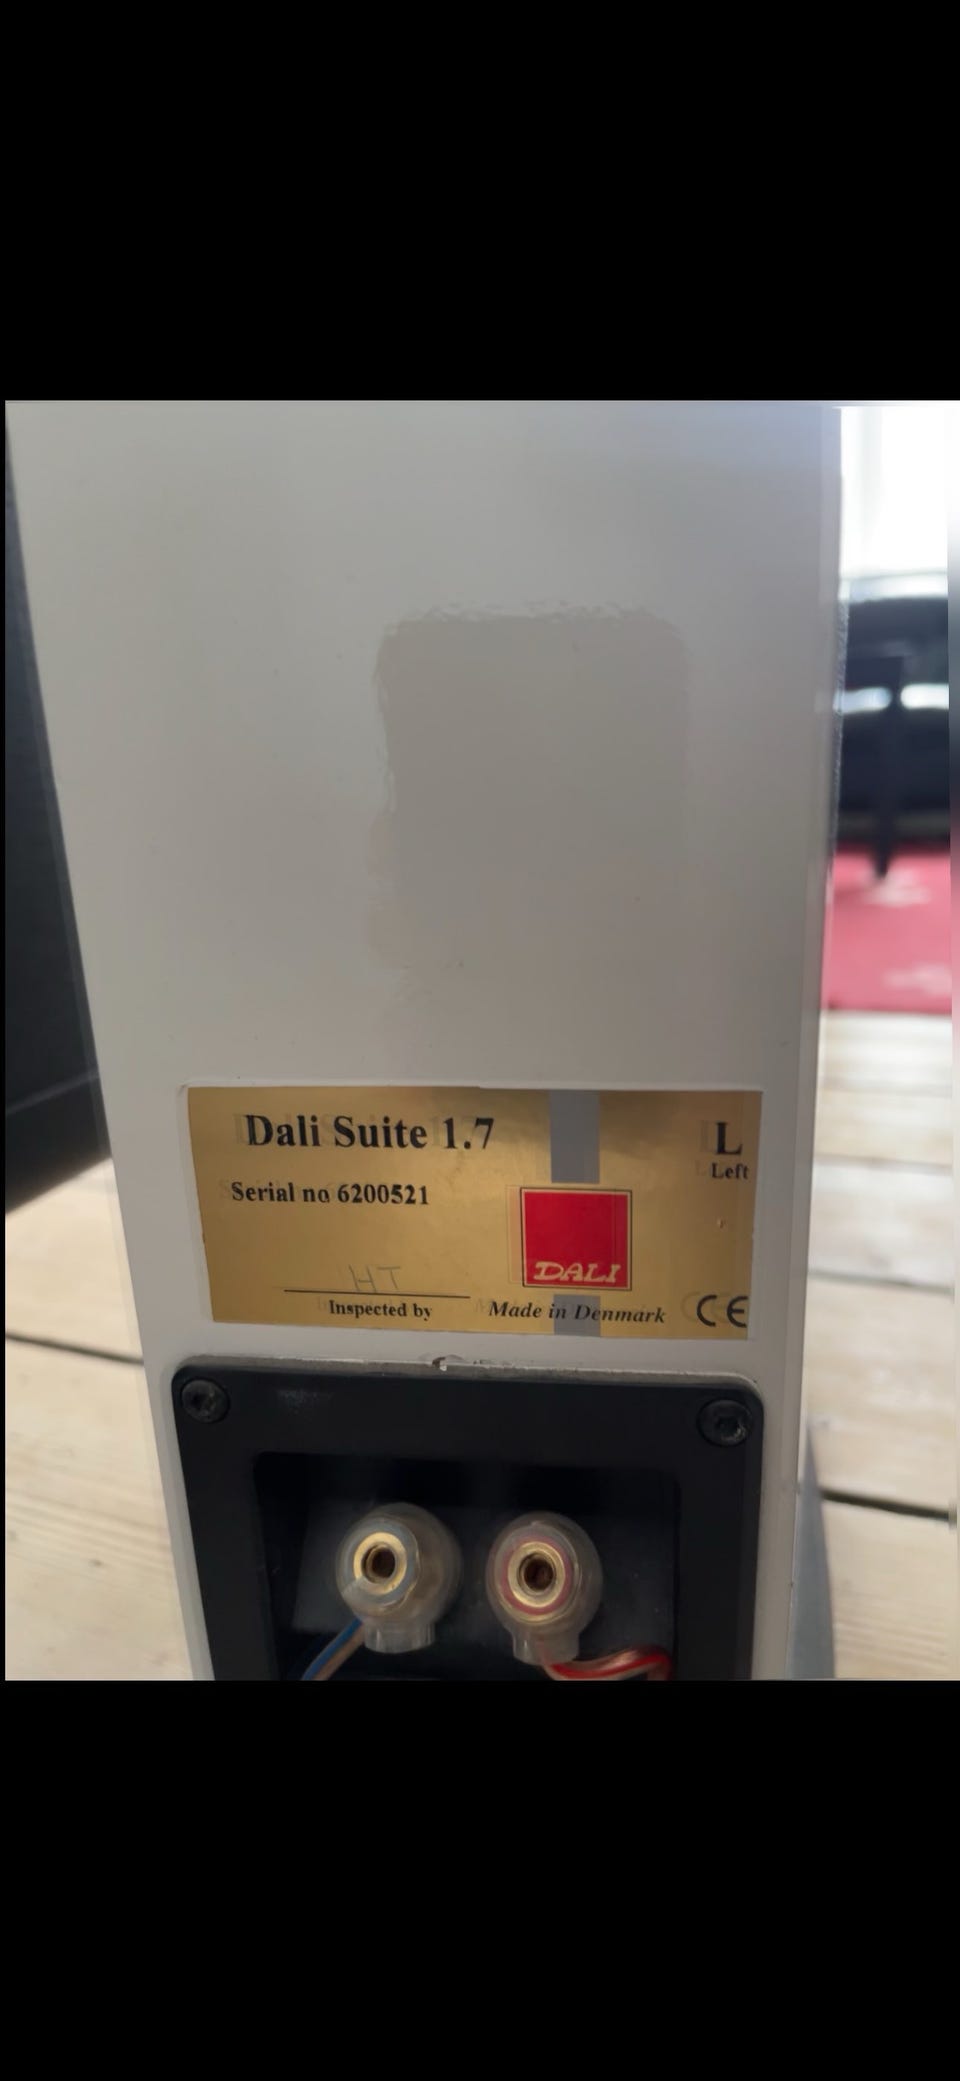 Dali Suite 1.7
L
Left
Serial no 6200521
DALI
HT
Inspected by
Made in Denmark
CE